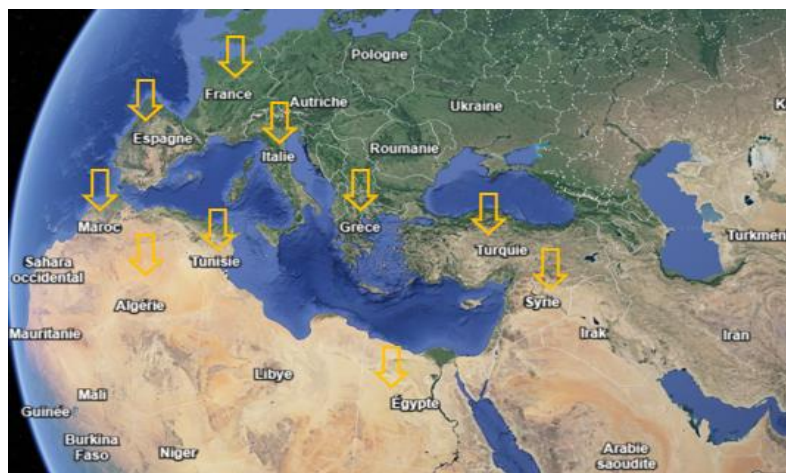 Pologne
France
Autriche
Ukraine
K
Espagne
Italie
Roumanie
Maroc
Grèce
Turquie
Turkmén
Sahara
occidental
Tunisie
Algérie
Syrie
Irak
Iran
Mauritanie
Libye
Égypte
Mali
Guinée
Burkina
Faso
Niger
Arabie
saoudite